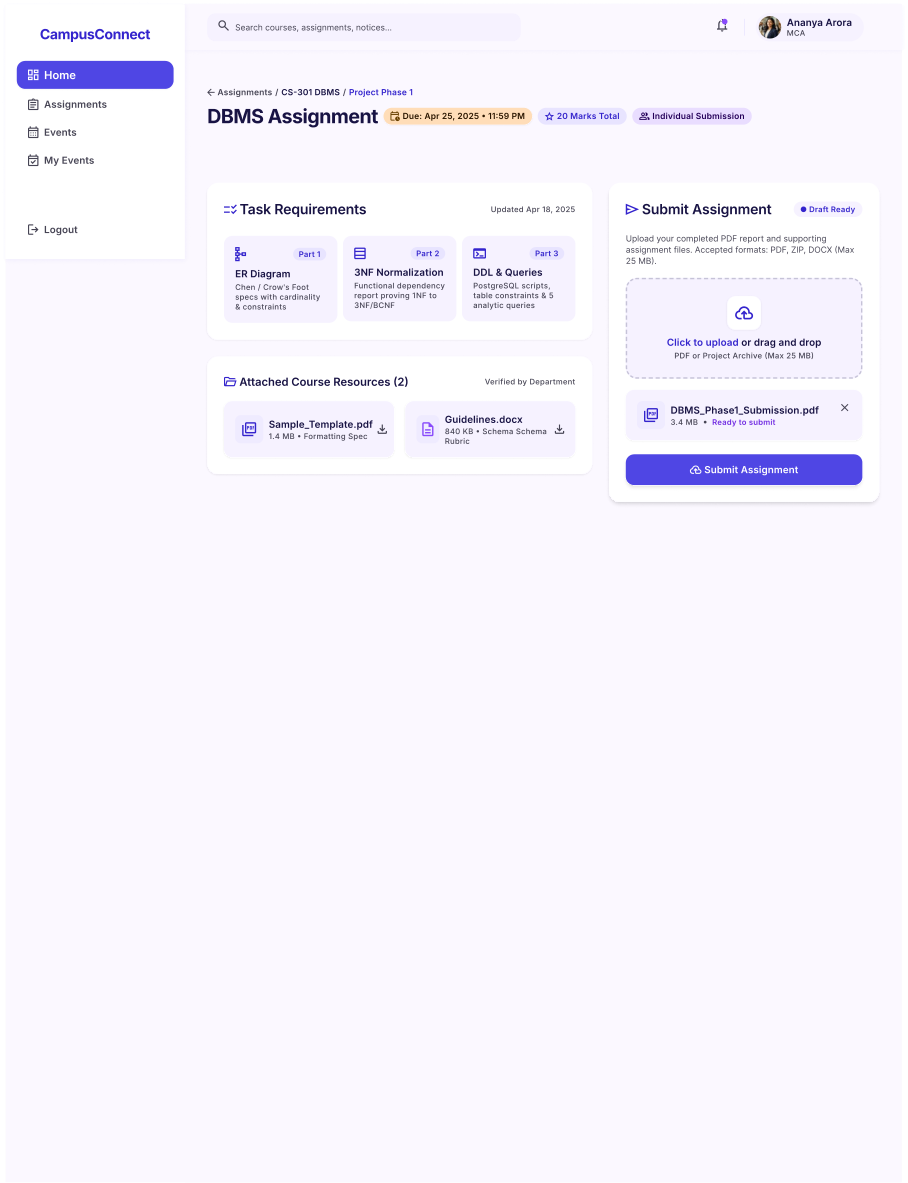 CampusConnect
Home
Assignments
Events
My Events
Logout
Search courses, assignments, notices...
Ananya Arora
MCA
← Assignments / CS-301 DBMS / Project Phase 1
DBMS Assignment
Due: Apr 25, 2025 • 11:59 PM
20 Marks Total
Individual Submission
Task Requirements
Updated Apr 18, 2025
Part 1
ER Diagram
Chen / Crow's Foot
specs with cardinality
& constraints
Part 2
3NF Normalization
Functional dependency
report proving 1NF to
3NF/BCNF
Part 3
DDL & Queries
PostgreSQL scripts,
table constraints & 5
analytic queries
Attached Course Resources (2)
Verified by Department
PDF
Sample_Template.pdf
1.4 MB • Formatting Spec
Guidelines.docx
840 KB • Schema Schema
Rubric
Submit Assignment
Draft Ready
Upload your completed PDF report and supporting
assignment files. Accepted formats: PDF, ZIP, DOCX (Max
25 MB).
Click to upload or drag and drop
PDF or Project Archive (Max 25 MB)
PDF
DBMS_Phase1_Submission.pdf
3.4 MB • Ready to submit
Submit Assignment